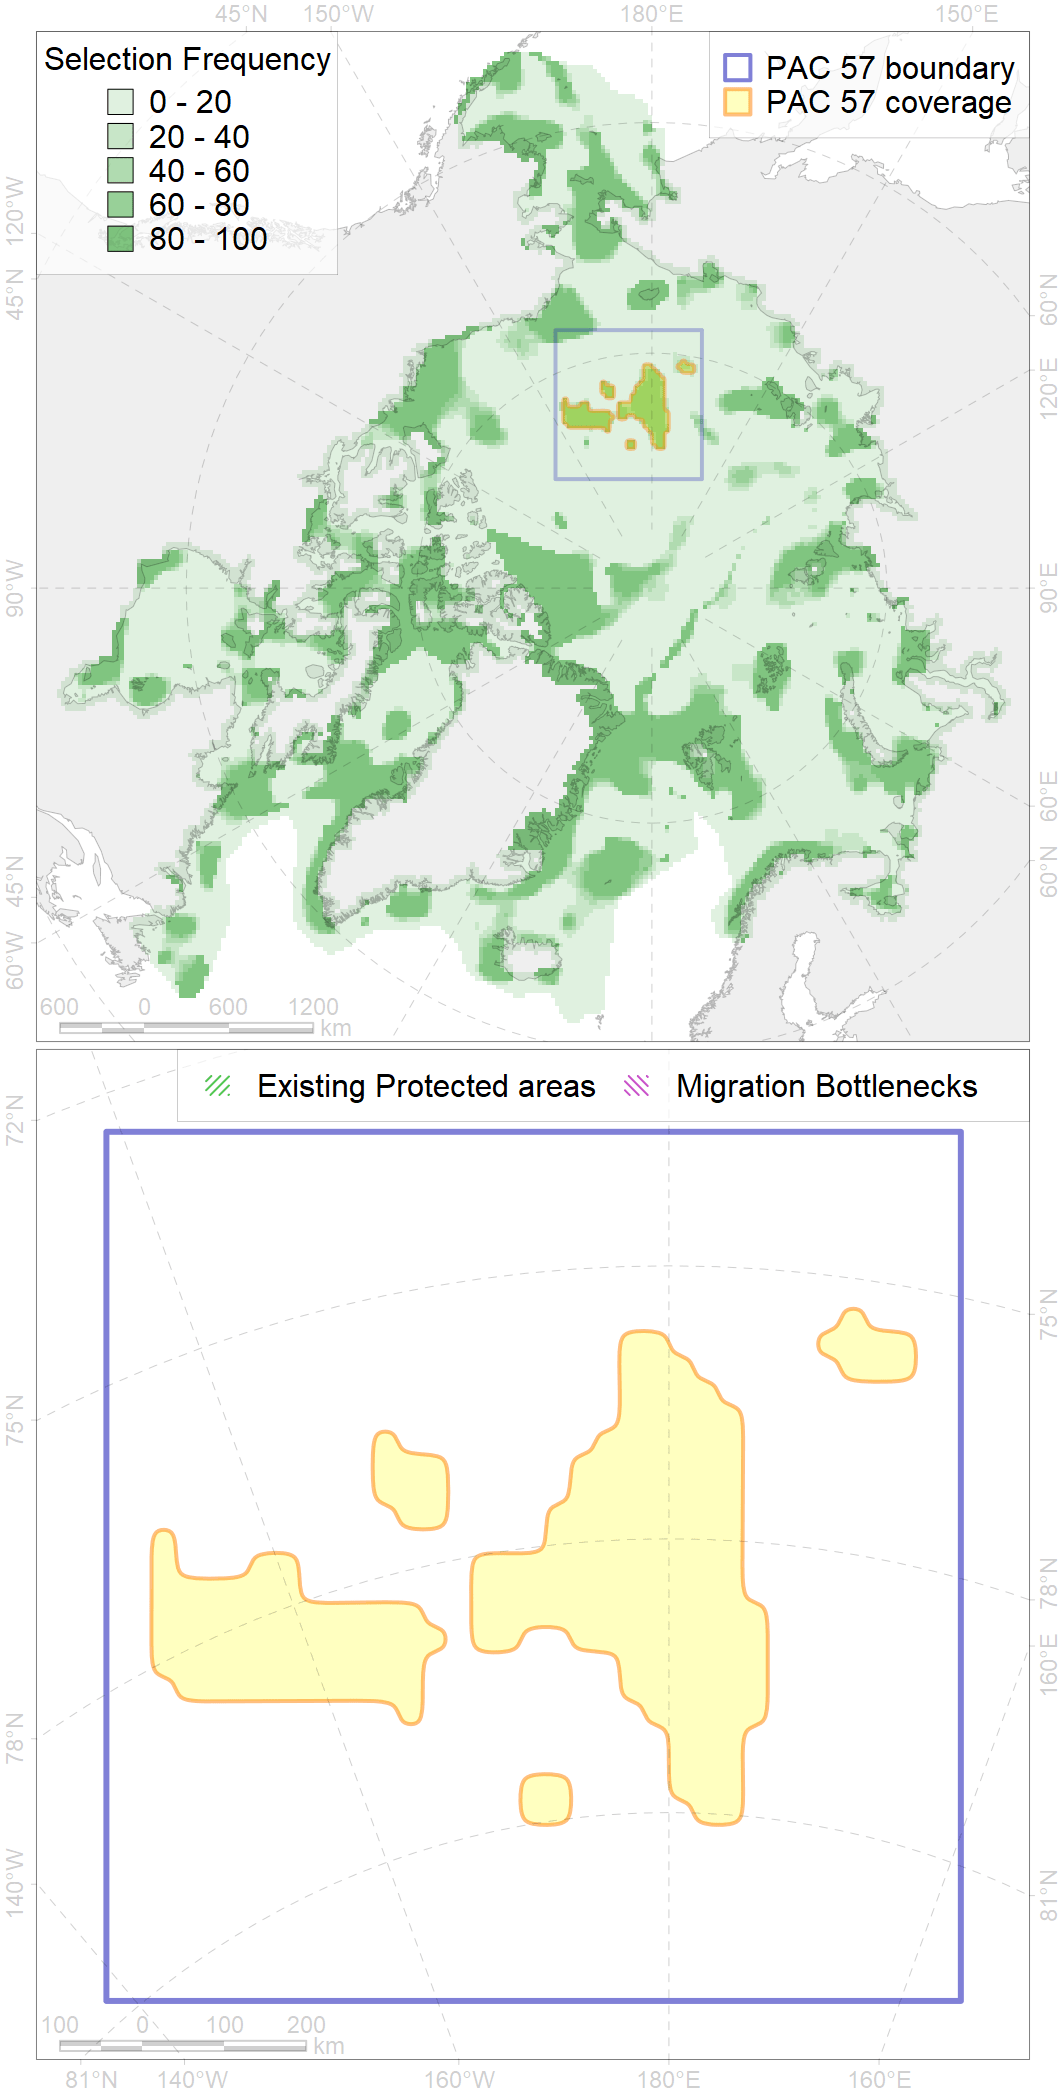 45°N 150°W 180°E 150°E
Selection Frequency
0 - 20
20 - 40
40 - 60
60 - 80
80 - 100
PAC 57 boundary
PAC 57 coverage
120°W
45°N
90°W
45°N
60°W
60°N
120°E
90°E
60°E
60°N
600 0 600 1200
km
Existing Protected areas Migration Bottlenecks
72°N
75°N
78°N
140°W
75°N
78°N
160°E
81°N
100 0 100 200
km
81°N 140°W 160°W 180°E 160°E